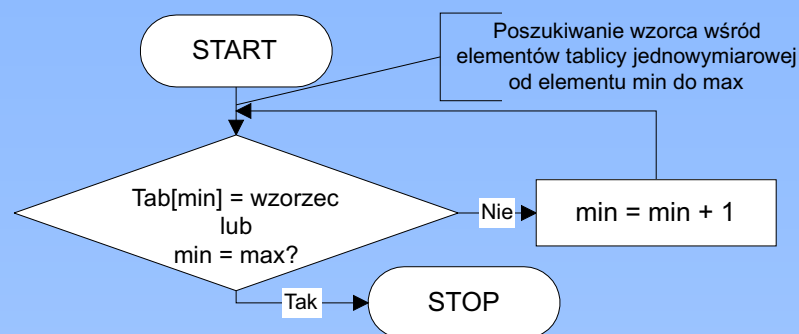 START
Poszukiwanie wzorca wśród
elementów tablicy jednowymiarowej
od elementu min do max
Tab[min] = wzorzec
lub
min = max?
Nie
min = min + 1
Tak
STOP